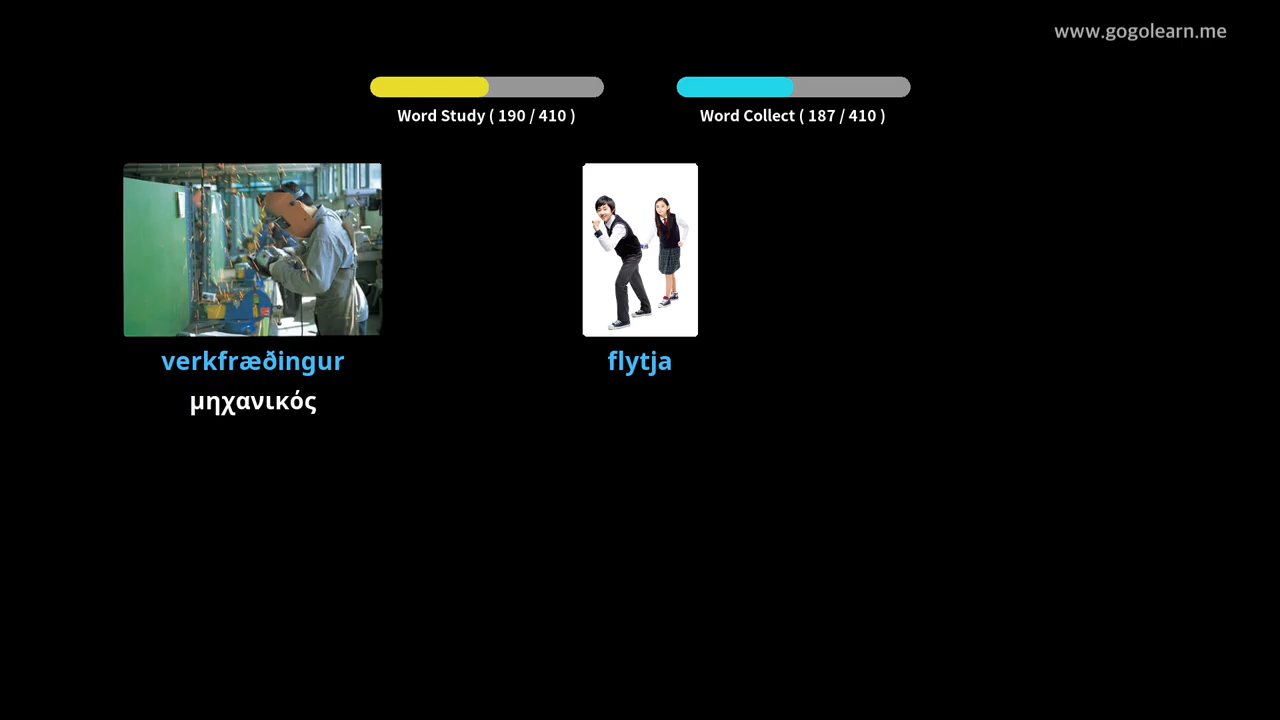 www.gogolearn.me
Word Study ( 190 / 410 )
Word Collect ( 187 / 410 )
verkfræðingur
μηχανικός
flytja